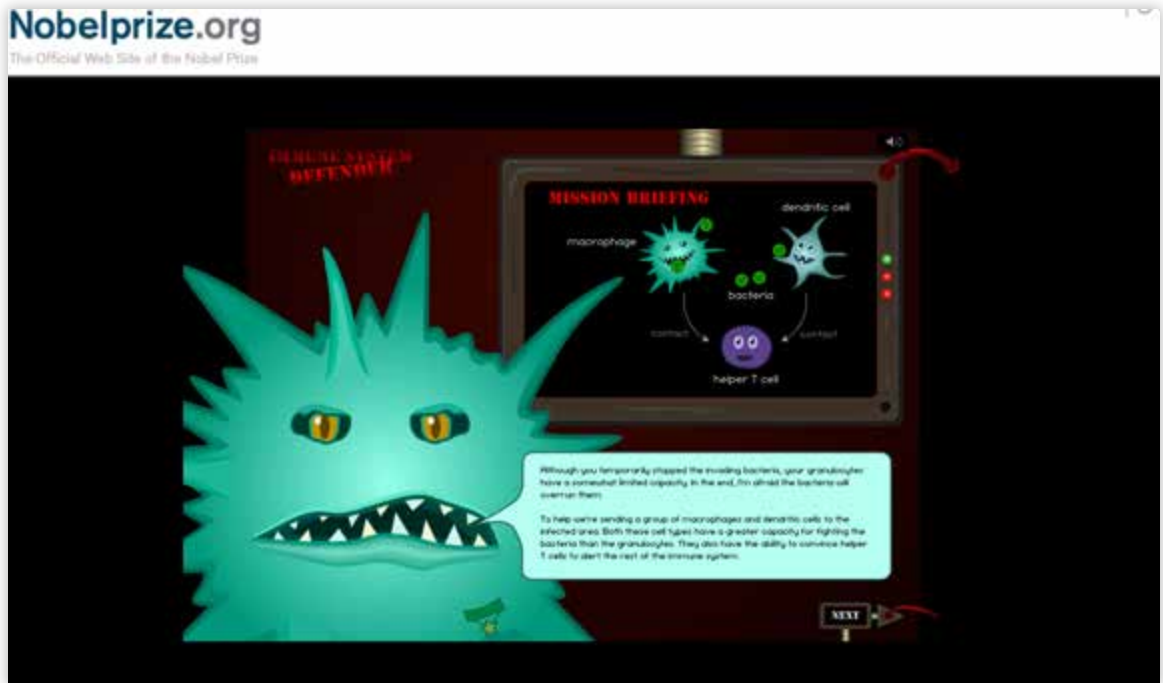 Nobelprize.org
The Official Web Site of the Nobel Prize
IMMUNE SYSTEM
DEFENDER
MISSION BRIEFING
dendritic cell
macrophage
bacteria
contact
contact
helper T cell
Although you temporarily stopped the invading bacteria, your granulocytes
have a somewhat limited capacity. In the end, I'm afraid the bacteria will
overrun them.
To help we're sending a group of macrophages and dendritic cells to the
infected area. Both these cell types have a greater capacity for fighting the
bacteria than the granulocytes. They also have the ability to convince helper
T cells to alert the rest of the immune system.
NEXT